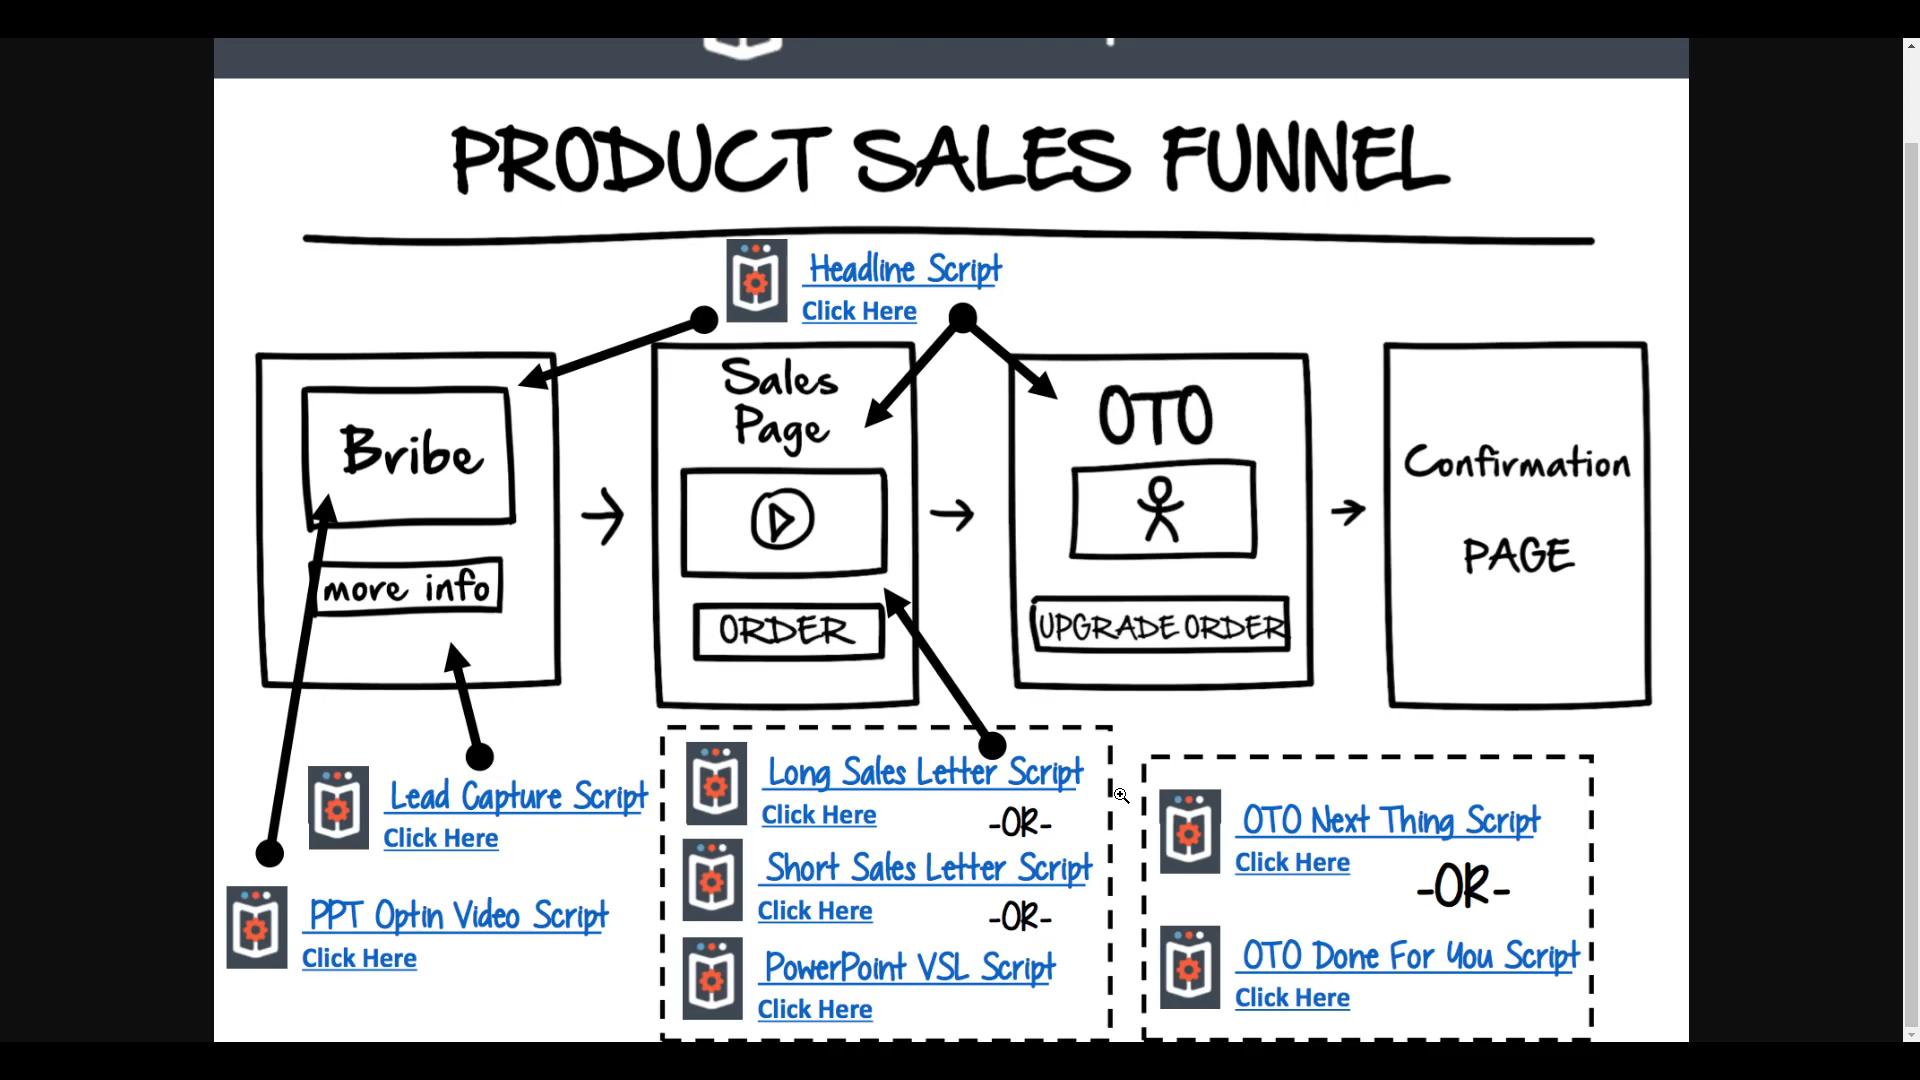 PRODUCT SALES FUNNEL
Headline Script
Click Here
Bribe
more info
Sales
Page
ORDER
OTO
UPGRADE ORDER
Confirmation
PAGE
Lead Capture Script
Click Here
PPT Optin Video Script
Click Here
Long Sales Letter Script
Click Here
-OR-
Short Sales Letter Script
Click Here
-OR-
PowerPoint VSL Script
Click Here
OTO Next Thing Script
Click Here
-OR-
OTO Done For You Script
Click Here